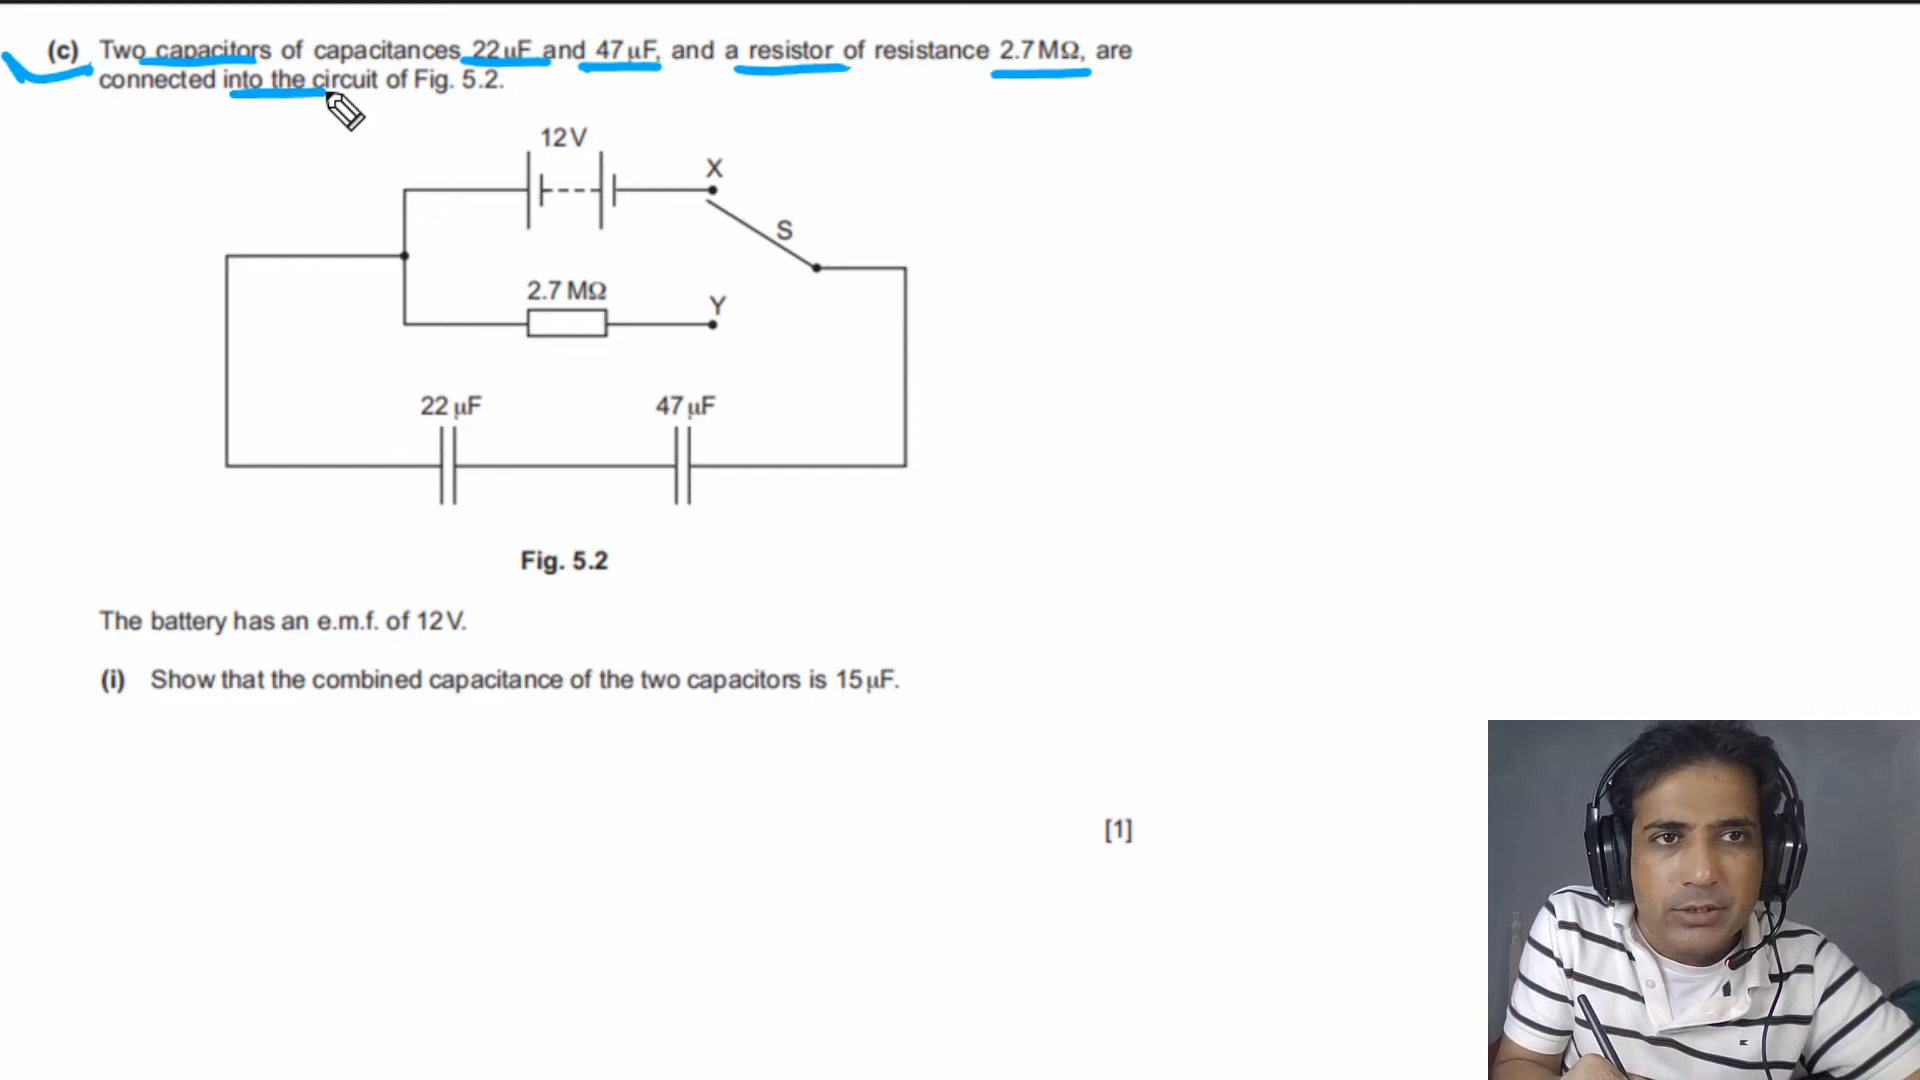 (c) Two capacitors of capacitances 22 µF and 47 µF, and a resistor of resistance 2.7 MΩ, are
connected into the circuit of Fig. 5.2.
12 V
X
S
2.7 MΩ
Y
22 µF
47 µF
Fig. 5.2
The battery has an e.m.f. of 12 V.
(i) Show that the combined capacitance of the two capacitors is 15 µF.
[1]